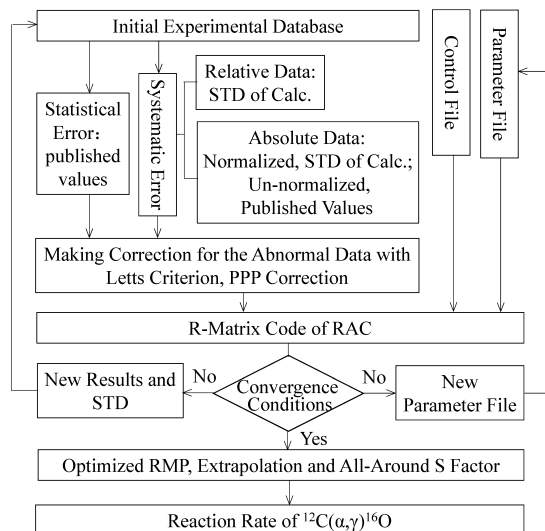 Initial Experimental Database
Statistical
Error:
published
values
Systematic Error
Relative Data:
STD of Calc.
Absolute Data:
Normalized, STD of Calc.;
Un-normalized,
Published Values
Control File
Parameter File
Making Correction for the Abnormal Data with
Letts Criterion, PPP Correction
R-Matrix Code of RAC
New Results and
STD
No
Convergence
Conditions
No
New
Parameter File
Yes
Optimized RMP, Extrapolation and All-Around S Factor
Reaction Rate of ¹²C(α,γ)¹⁶O